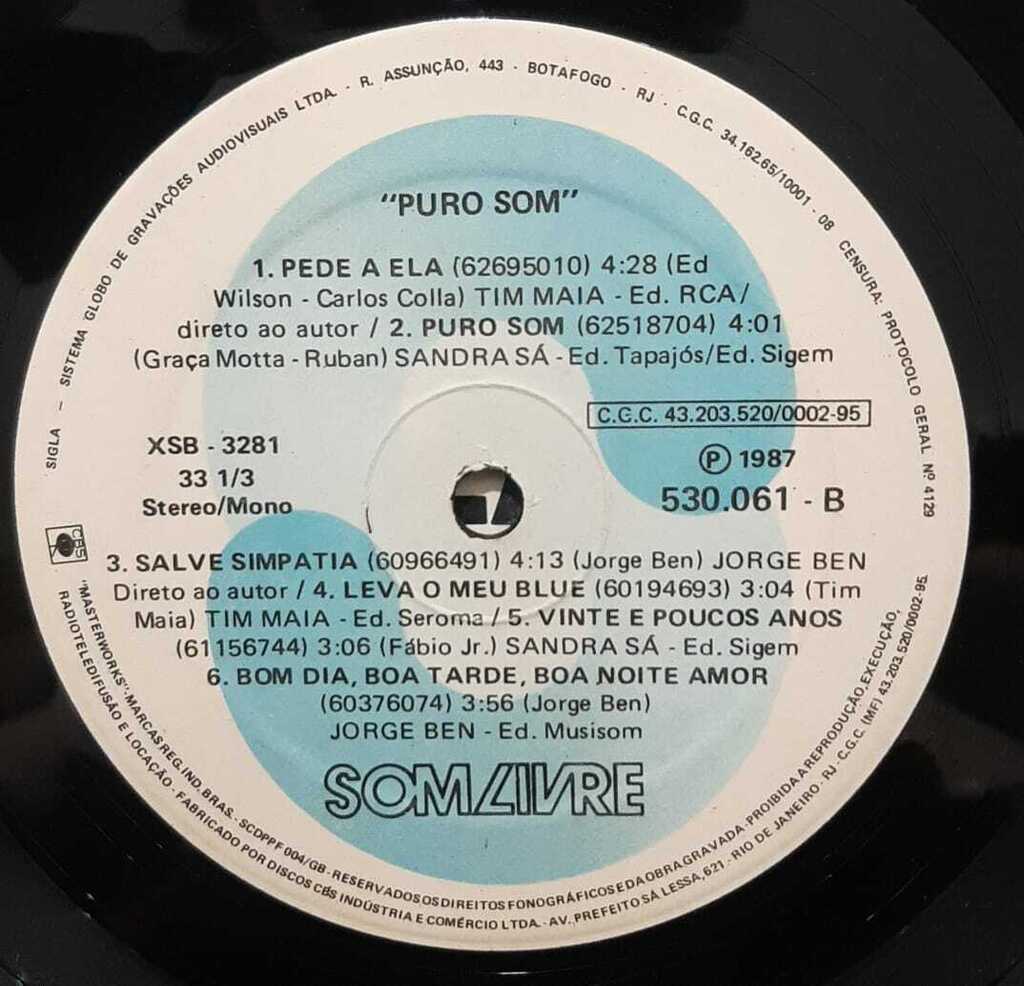 SIGLA – SISTEMA GLOBO DE GRAVAÇÕES AUDIOVISUAIS LTDA. - R. ASSUNÇÃO, 443 - BOTAFOGO - RJ - C.G.C. 34.162.65/10001 - 08 CENSURA: PROTOCOLO GERAL Nº 4129
"PURO SOM"
1. PEDE A ELA (62695010) 4:28 (Ed
Wilson - Carlos Colla) TIM MAIA - Ed. RCA/
direto ao autor / 2. PURO SOM (62518704) 4:01
(Graça Motta - Ruban) SANDRA SÁ - Ed. Tapajós/Ed. Sigem
C.G.C. 43.203.520/0002-95
XSB - 3281
33 1/3
Stereo/Mono
Ⓟ 1987
530.061 - B
CBS
3. SALVE SIMPATIA (60966491) 4:13 (Jorge Ben) JORGE BEN
Direto ao autor / 4. LEVA O MEU BLUE (60194693) 3:04 (Tim
Maia) TIM MAIA - Ed. Seroma / 5. VINTE E POUCOS ANOS
(61156744) 3:06 (Fábio Jr.) SANDRA SÁ - Ed. Sigem
6. BOM DIA, BOA TARDE, BOA NOITE AMOR
(60376074) 3:56 (Jorge Ben)
JORGE BEN - Ed. Musisom
SOM LIVRE
"MASTERWORKS". MARCAS REG. IND. BRAS. - SCDPPF 004/GB - RESERVADOS OS DIREITOS FONOGRÁFICOS E DA OBRA GRAVADA - PROIBIDA A REPRODUÇÃO, EXECUÇÃO,
RADIOTELEDIFUSÃO E LOCAÇÃO - FABRICADO POR DISCOS CBS INDÚSTRIA E COMÉRCIO LTDA. - AV. PREFEITO SÁ LESSA, 621 - RIO DE JANEIRO - RJ - C.G.C. (MF) 43.203.520/0002-95